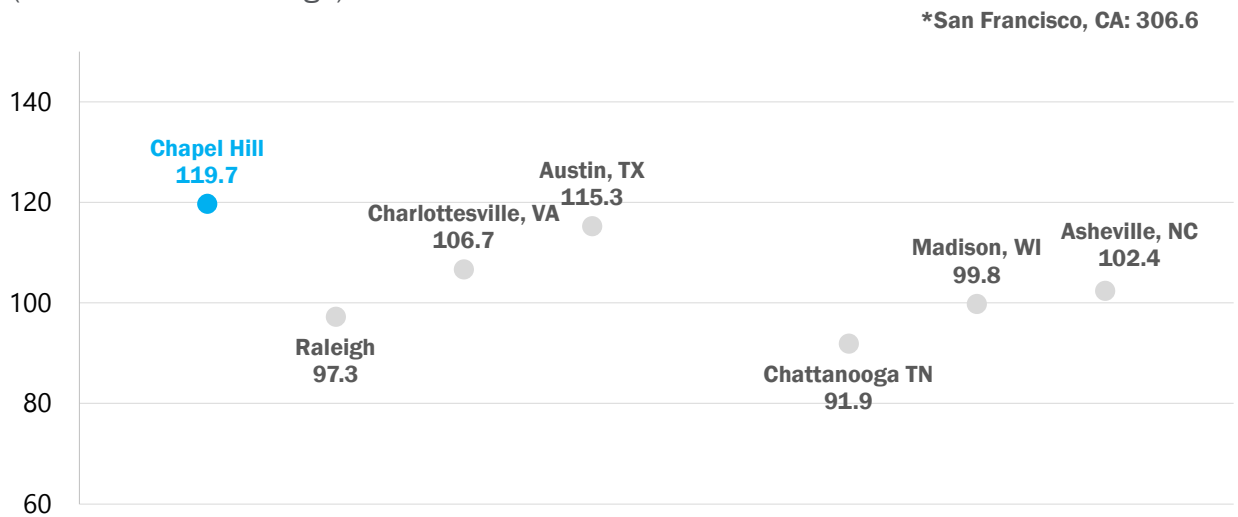 *San Francisco, CA: 306.6
140
Chapel Hill
119.7
Austin, TX
115.3
120
Charlottesville, VA
106.7
Asheville, NC
102.4
Madison, WI
99.8
100
Raleigh
97.3
Chattanooga TN
91.9
80
60